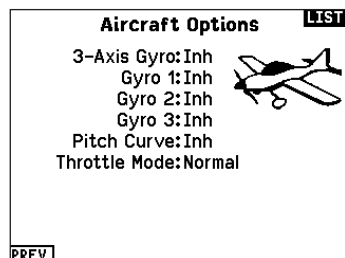 Aircraft Options
LIST
3-Axis Gyro:Inh
Gyro 1:Inh
Gyro 2:Inh
Gyro 3:Inh
Pitch Curve:Inh
Throttle Mode:Normal
PREV